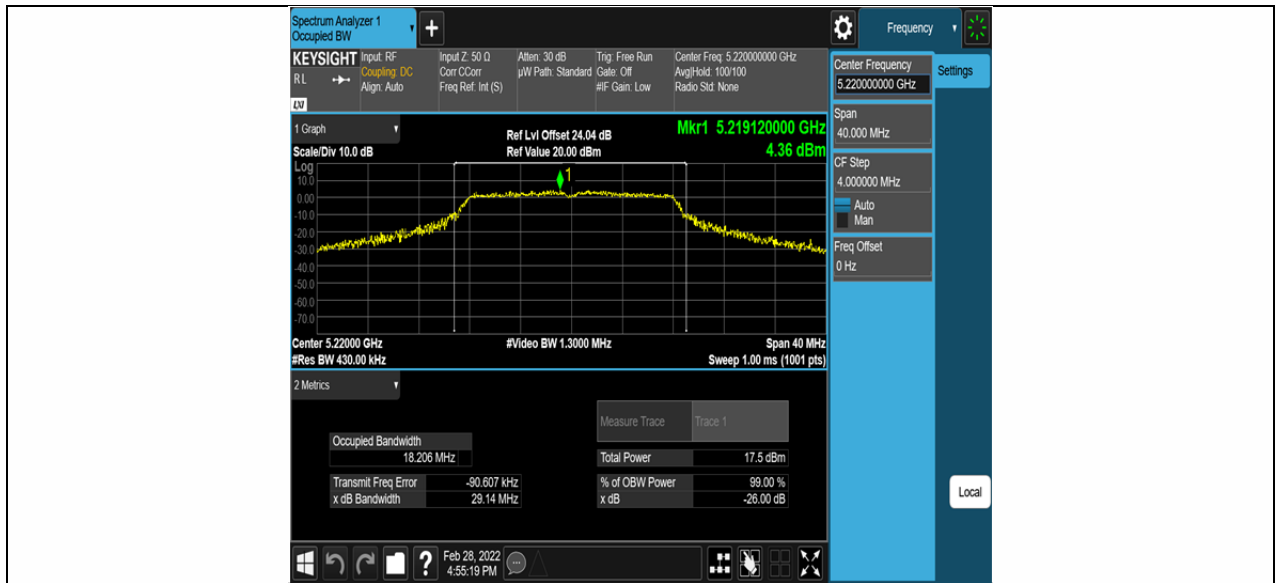 Spectrum Analyzer 1
Occupied BW
+
Frequency
KEYSIGHT
RL
LXI
Input: RF
Coupling: DC
Align: Auto
Input Z: 50 Ω
Corr CCorr
Freq Ref: Int (S)
Atten: 30 dB
µW Path: Standard
Trig: Free Run
Gate: Off
#IF Gain: Low
Center Freq: 5.220000000 GHz
Avg|Hold: 100/100
Radio Std: None
Center Frequency
5.220000000 GHz
Settings
Span
40.000 MHz
CF Step
4.000000 MHz
Auto
Man
Freq Offset
0 Hz
Local
1 Graph
Scale/Div 10.0 dB
Ref Lvl Offset 24.04 dB
Ref Value 20.00 dBm
Mkr1 5.219120000 GHz
4.36 dBm
Log
10.0
0.00
-10.0
-20.0
-30.0
-40.0
-50.0
-60.0
-70.0
1
Center 5.22000 GHz
#Res BW 430.00 kHz
#Video BW 1.3000 MHz
Span 40 MHz
Sweep 1.00 ms (1001 pts)
2 Metrics
Measure Trace Trace 1
Occupied Bandwidth
18.206 MHz
Total Power 17.5 dBm
Transmit Freq Error -90.607 kHz
x dB Bandwidth 29.14 MHz
% of OBW Power 99.00 %
x dB -26.00 dB
?
Feb 28, 2022
4:55:19 PM